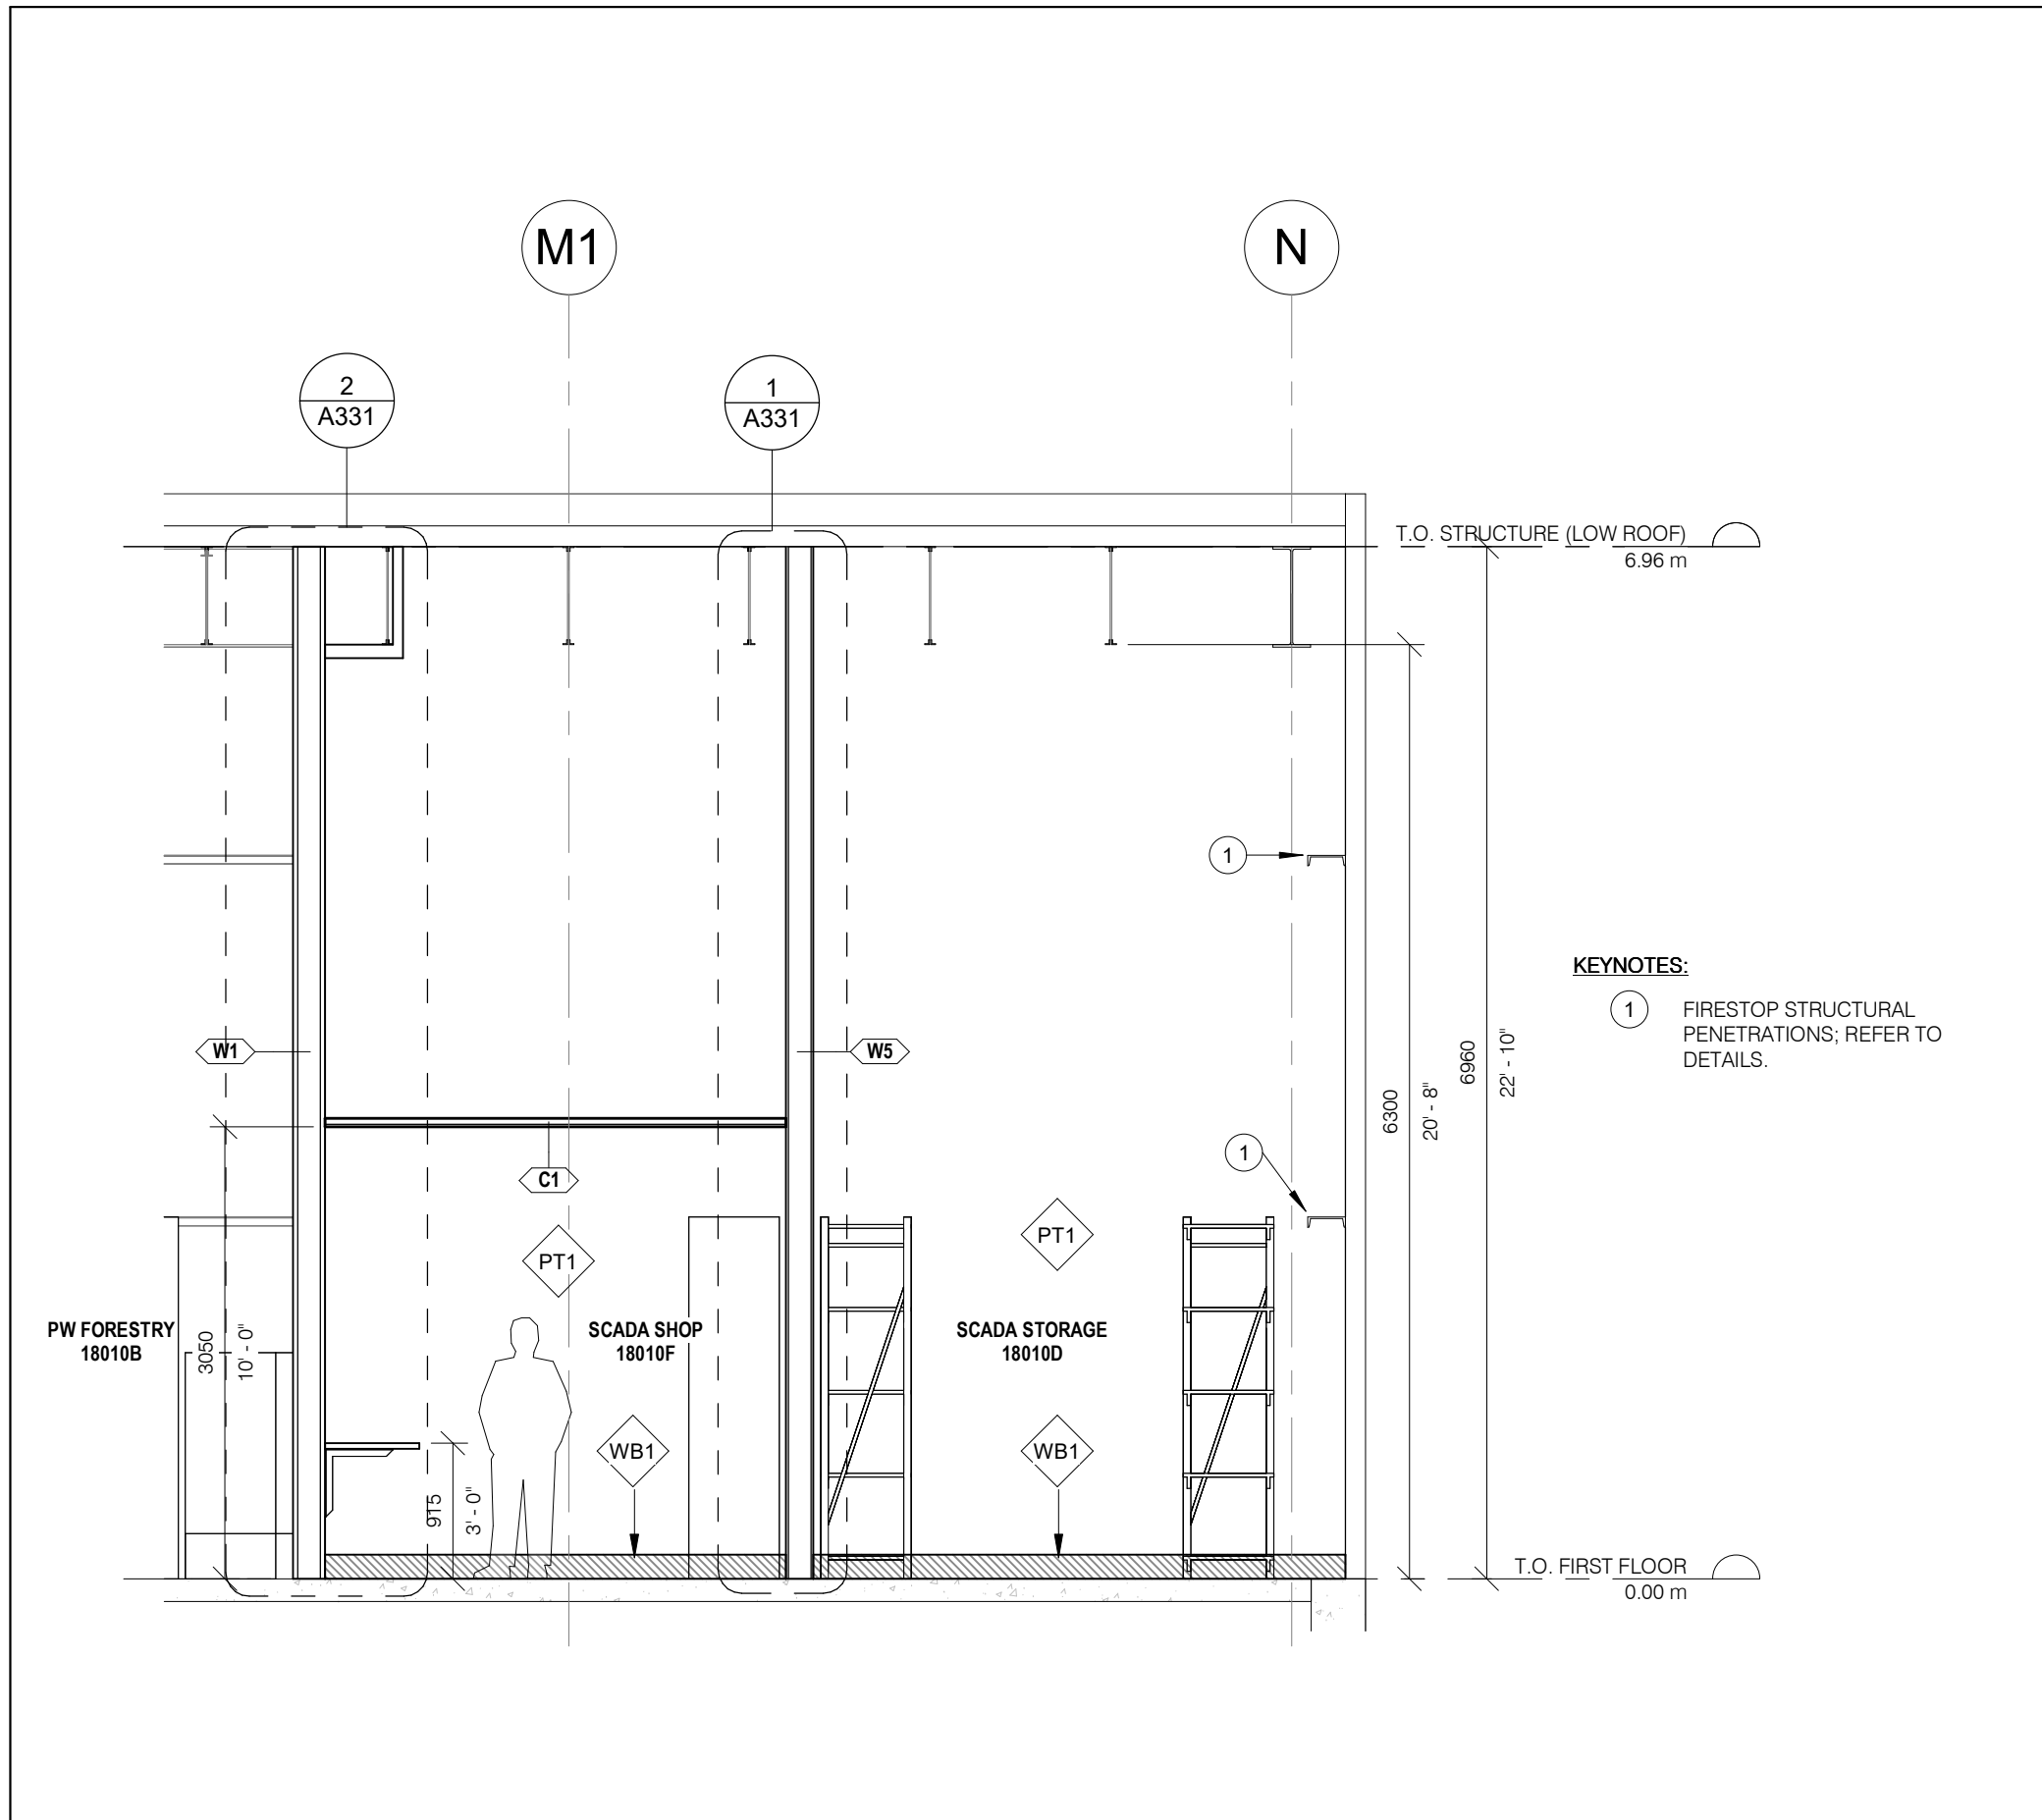 M1
N
2
A331
1
A331
T.O. STRUCTURE (LOW ROOF)
6.96 m
1
KEYNOTES:
1 FIRESTOP STRUCTURAL
PENETRATIONS; REFER TO
DETAILS.
W1
W5
6960
22' - 10"
6300
20' - 8"
1
C1
PT1
PT1
PW FORESTRY
18010B
3050
10' - 0"
SCADA SHOP
18010F
SCADA STORAGE
18010D
WB1
WB1
915
3' - 0"
T.O. FIRST FLOOR
0.00 m